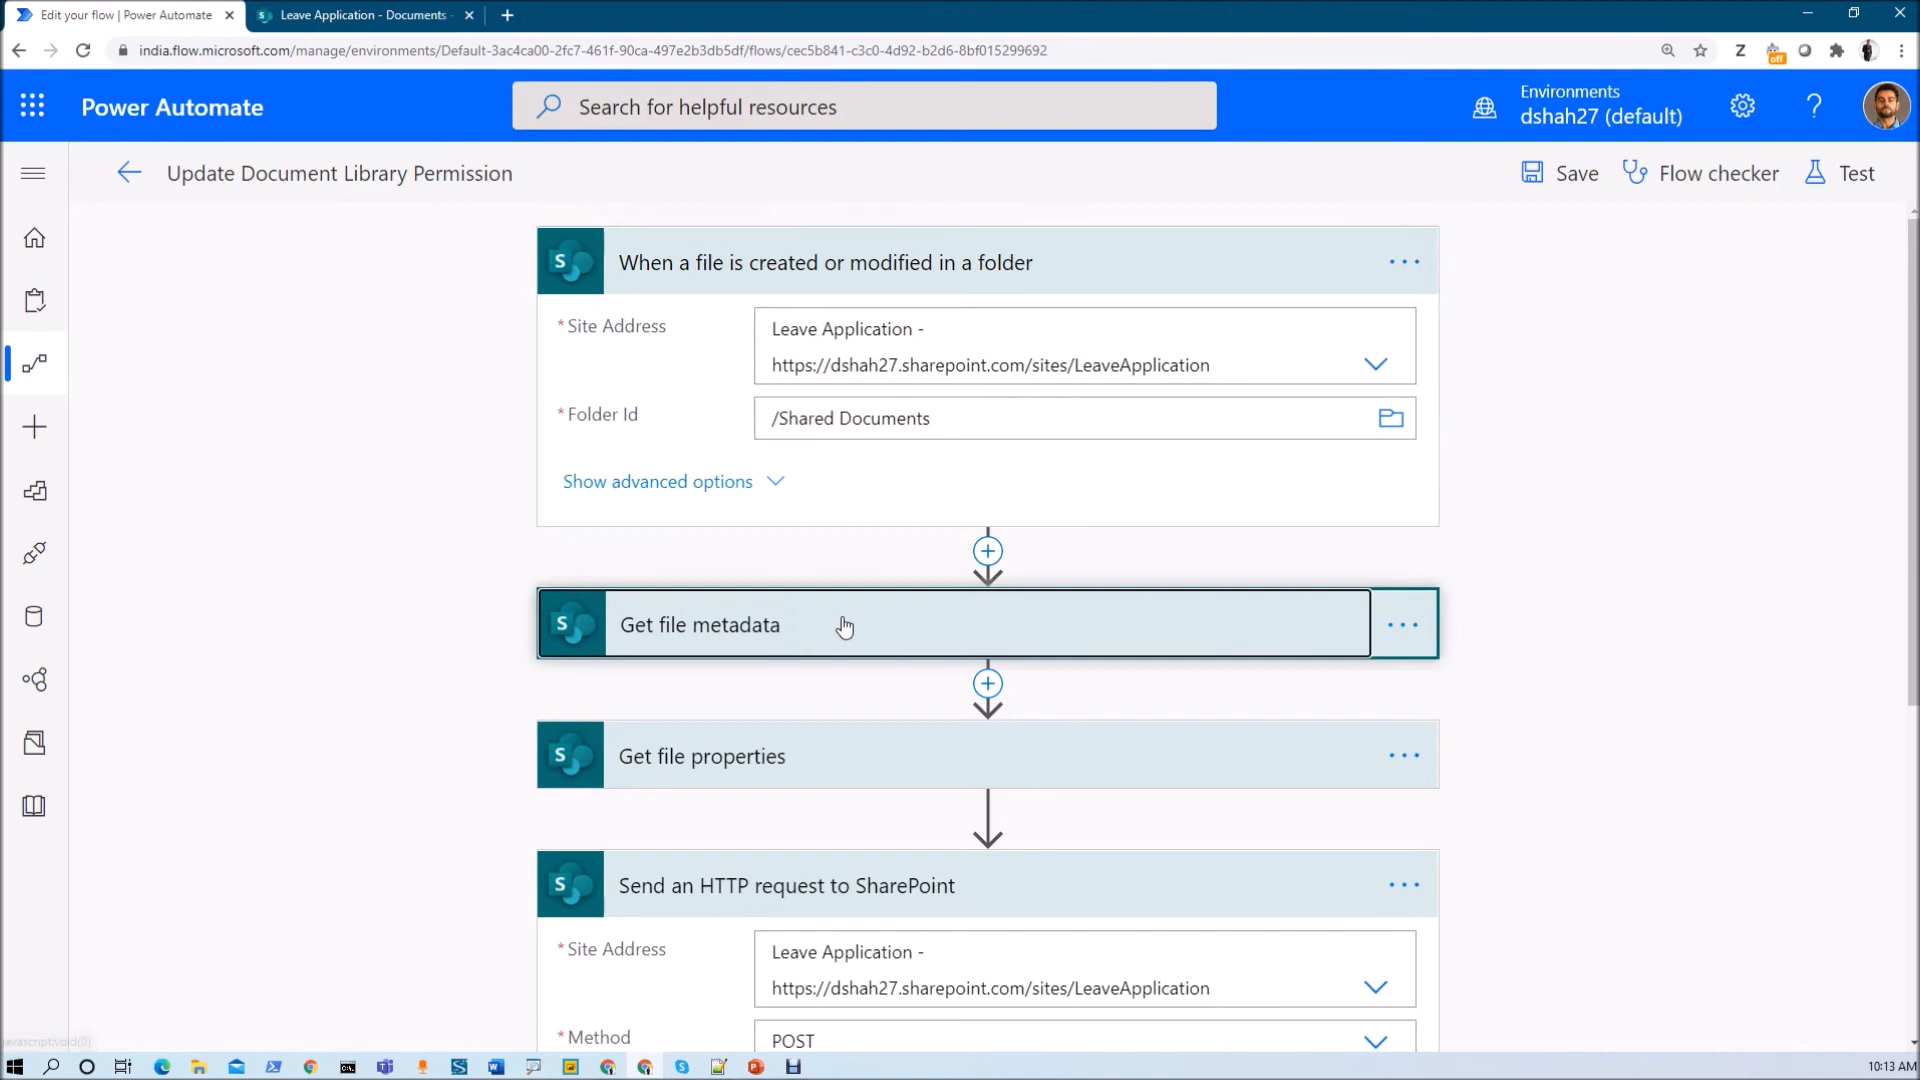 Edit your flow | Power Automate
Leave Application - Documents -
india.flow.microsoft.com/manage/environments/Default-3ac4ca00-2fc7-461f-90ca-497e2b3db5df/flows/cec5b841-c3c0-4d92-b2d6-8bf015299692
Z
off
Power Automate
Search for helpful resources
Environments
dshah27 (default)
?
Update Document Library Permission
Save
Flow checker
Test
S
When a file is created or modified in a folder
* Site Address
Leave Application -
https://dshah27.sharepoint.com/sites/LeaveApplication
* Folder Id
/Shared Documents
Show advanced options
S
Get file metadata
S
Get file properties
S
Send an HTTP request to SharePoint
* Site Address
Leave Application -
https://dshah27.sharepoint.com/sites/LeaveApplication
* Method
POST
javascript:void(0)
10:13 AM